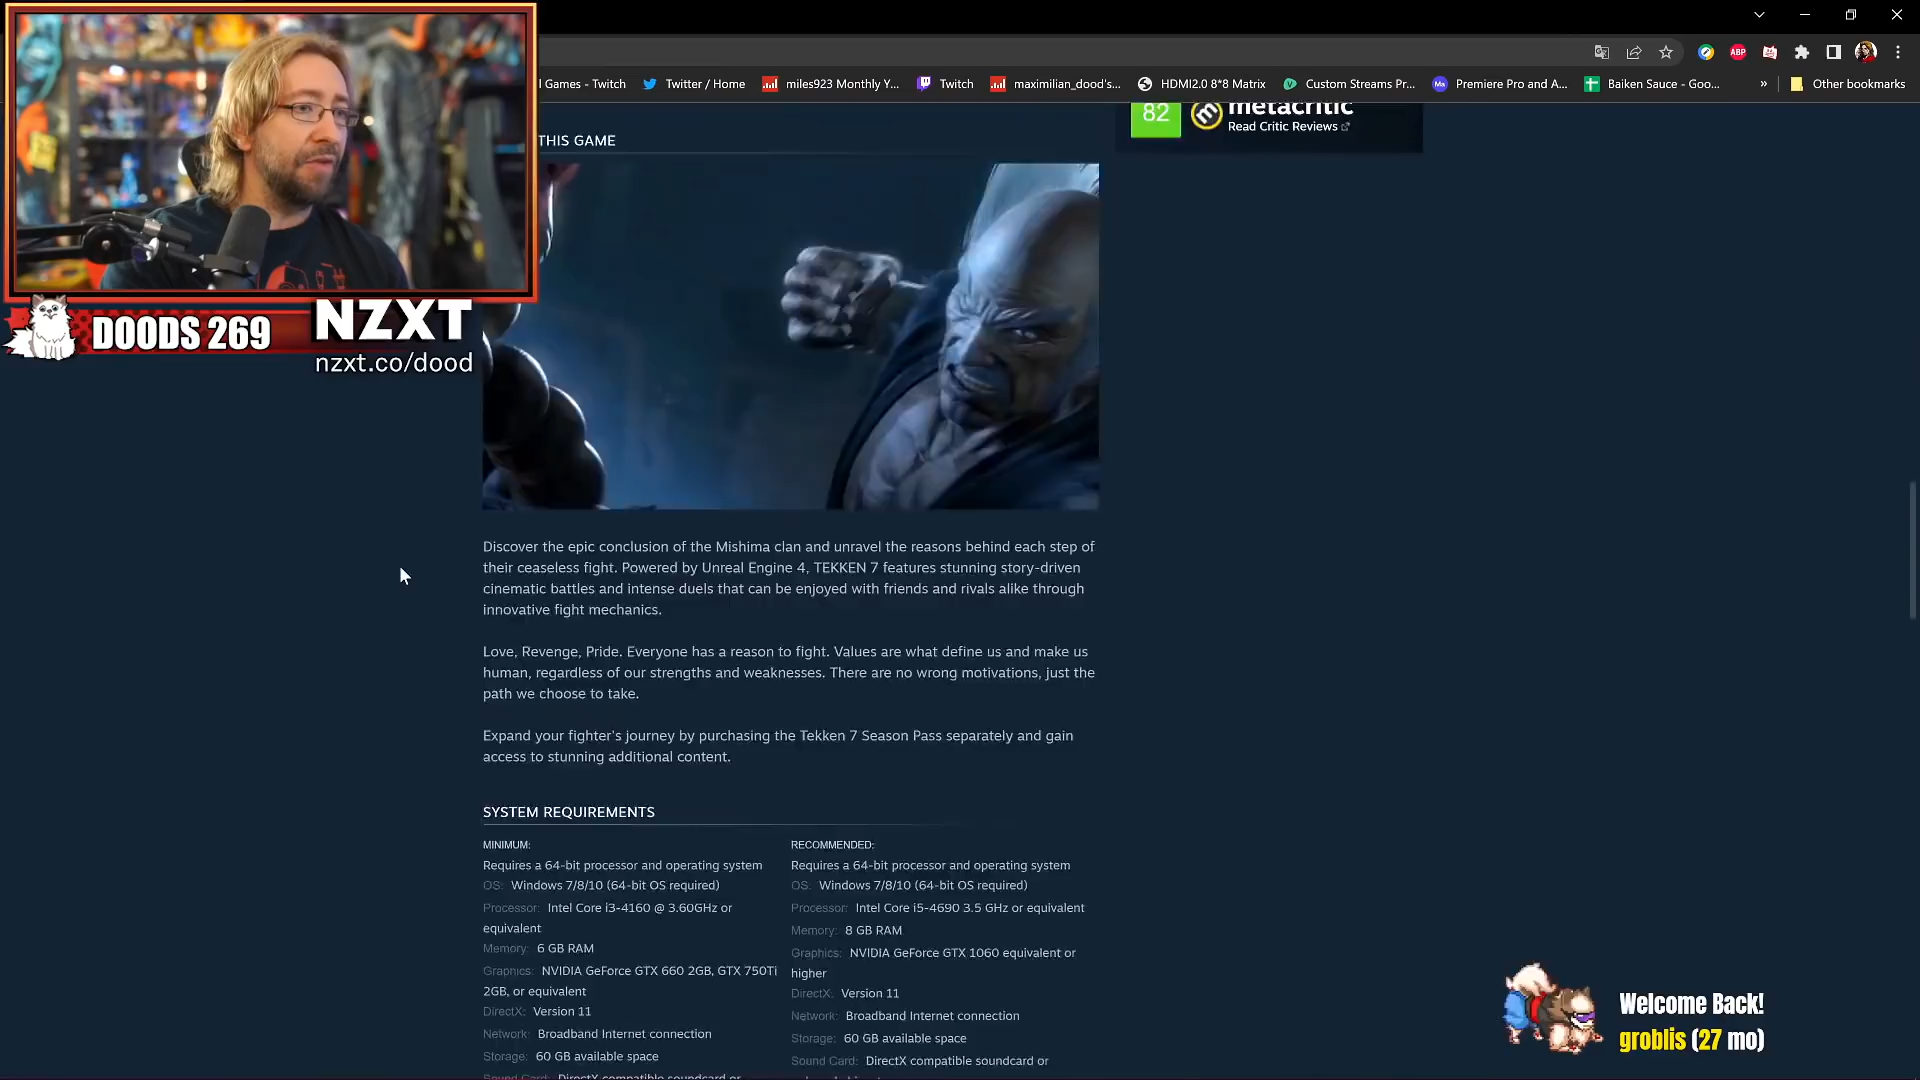 l Games - Twitch
Twitter / Home
miles923 Monthly Y...
Twitch
maximilian_dood's...
HDMI2.0 8*8 Matrix
Custom Streams Pr...
Premiere Pro and A...
Baiken Sauce - Goo...
»
Other bookmarks
ABP
82
metacritic
Read Critic Reviews
THIS GAME
DOODS 269
NZXT
nzxt.co/dood
Discover the epic conclusion of the Mishima clan and unravel the reasons behind each step of
their ceaseless fight. Powered by Unreal Engine 4, TEKKEN 7 features stunning story-driven
cinematic battles and intense duels that can be enjoyed with friends and rivals alike through
innovative fight mechanics.
Love, Revenge, Pride. Everyone has a reason to fight. Values are what define us and make us
human, regardless of our strengths and weaknesses. There are no wrong motivations, just the
path we choose to take.
Expand your fighter's journey by purchasing the Tekken 7 Season Pass separately and gain
access to stunning additional content.
SYSTEM REQUIREMENTS
MINIMUM:
Requires a 64-bit processor and operating system
OS: Windows 7/8/10 (64-bit OS required)
Processor: Intel Core i3-4160 @ 3.60GHz or
equivalent
Memory: 6 GB RAM
Graphics: NVIDIA GeForce GTX 660 2GB, GTX 750Ti
2GB, or equivalent
DirectX: Version 11
Network: Broadband Internet connection
Storage: 60 GB available space
Sound Card: DirectX compatible soundcard or
RECOMMENDED:
Requires a 64-bit processor and operating system
OS: Windows 7/8/10 (64-bit OS required)
Processor: Intel Core i5-4690 3.5 GHz or equivalent
Memory: 8 GB RAM
Graphics: NVIDIA GeForce GTX 1060 equivalent or
higher
DirectX: Version 11
Network: Broadband Internet connection
Storage: 60 GB available space
Sound Card: DirectX compatible soundcard or
Welcome Back!
groblis (27 mo)